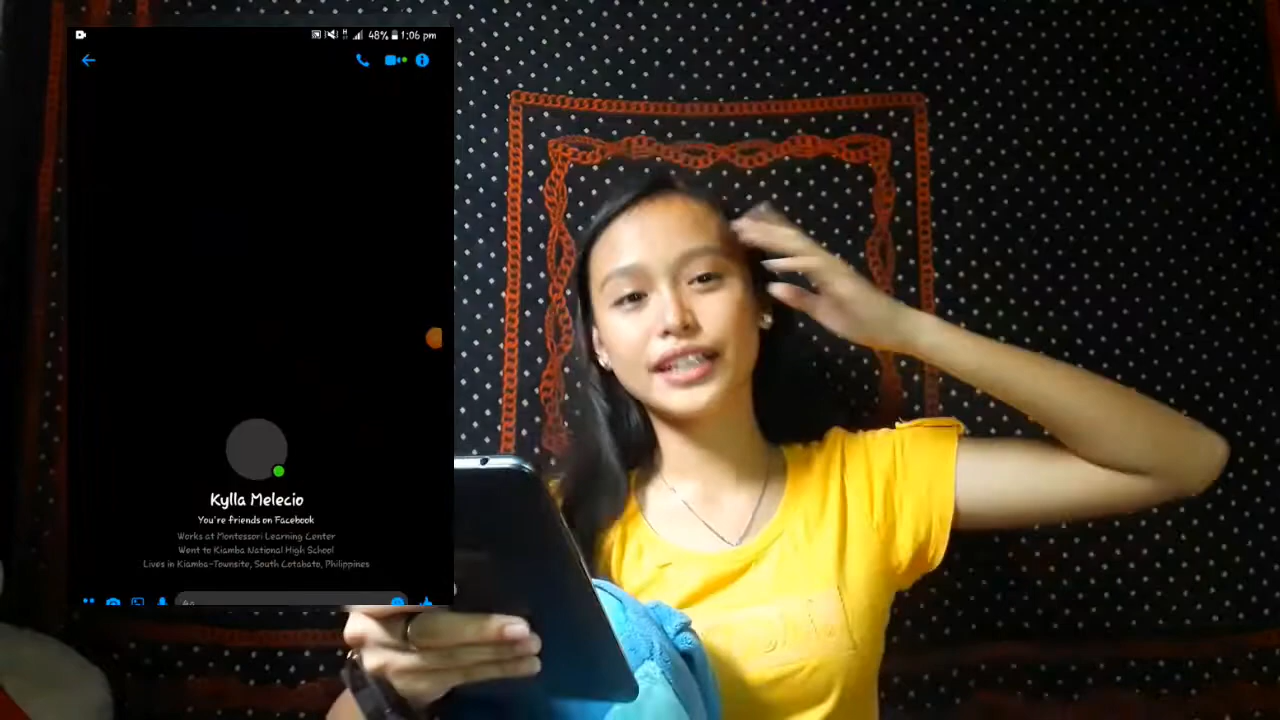 48% 1:06 pm
Kylla Melecio
You're friends on Facebook
Works at Montessori Learning Center
Went to Kiamba National High School
Lives in Kiamba-Townsite, South Cotabato, Philippines
Aa